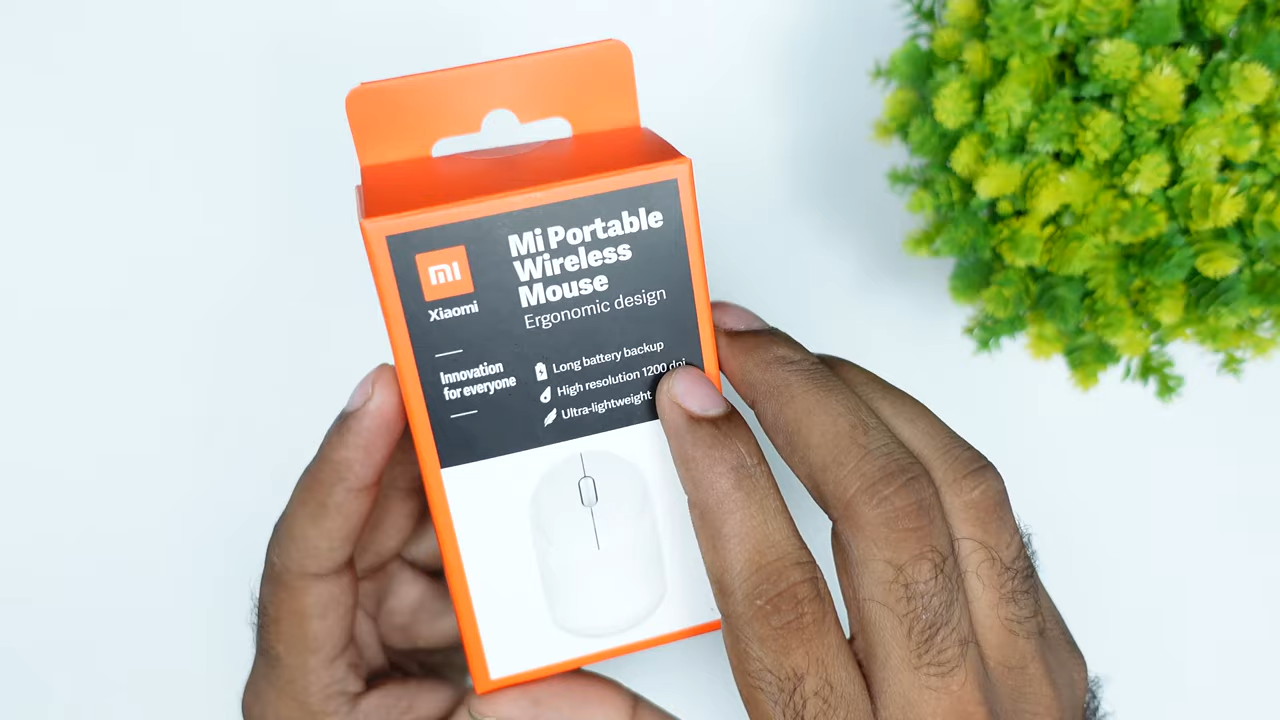 mi
Xiaomi
Innovation
for everyone
Mi Portable
Wireless
Mouse
Ergonomic design
Long battery backup
High resolution 1200 dpi
Ultra-lightweight